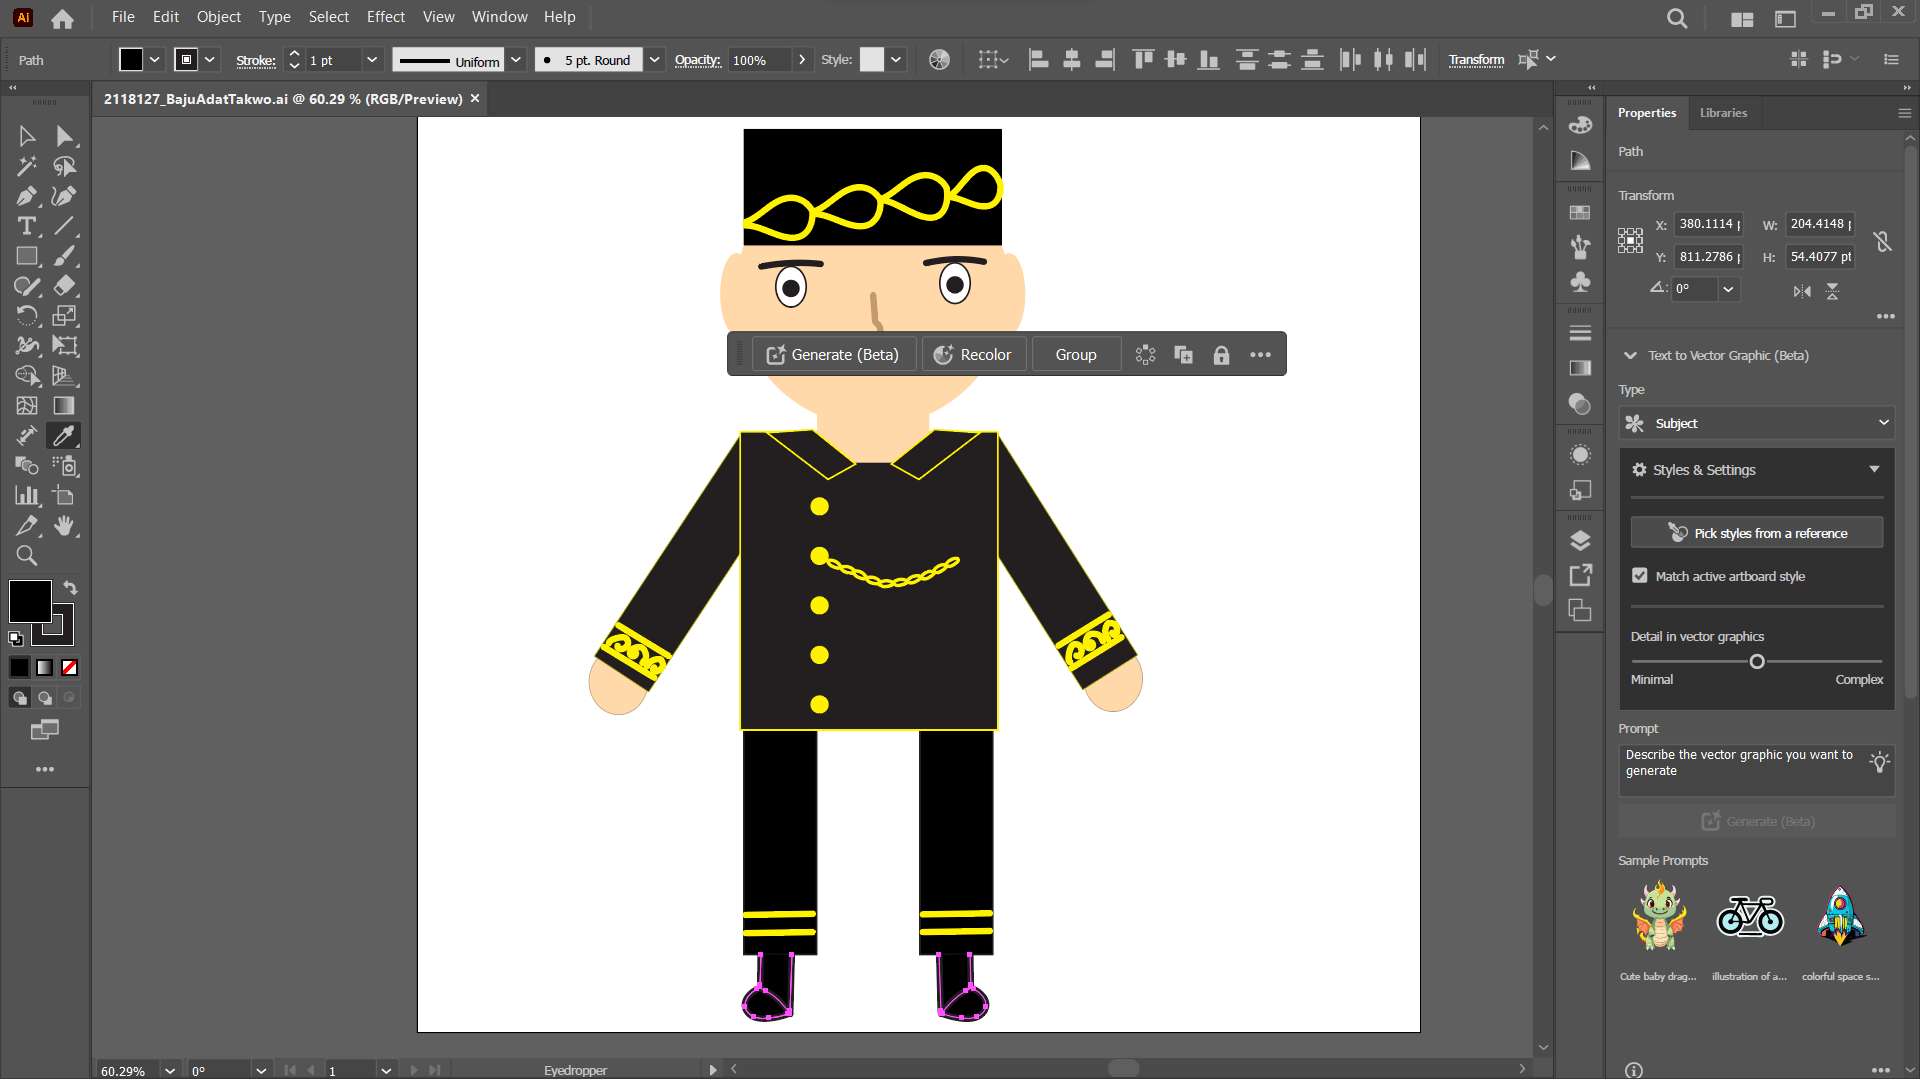 Ai File Edit Object Type Select Effect View Window Help
Path Stroke: 1 pt Uniform 5 pt. Round Opacity: 100% Style: Transform
2118127_BajuAdatTakwo.ai @ 60.29 % (RGB/Preview)
Properties Libraries
Path
Transform
X: 380.1114 W: 204.4148
Y: 811.2786 H: 54.4077 pt
0°
Generate (Beta) Recolor Group
Text to Vector Graphic (Beta)
Type
Subject
Styles & Settings
Pick styles from a reference
Match active artboard style
Detail in vector graphics
Minimal Complex
Prompt
Describe the vector graphic you want to
generate
Generate (Beta)
Sample Prompts
Cute baby drag... illustration of a... colorful space s...
60.29% 0° 1 Eyedropper